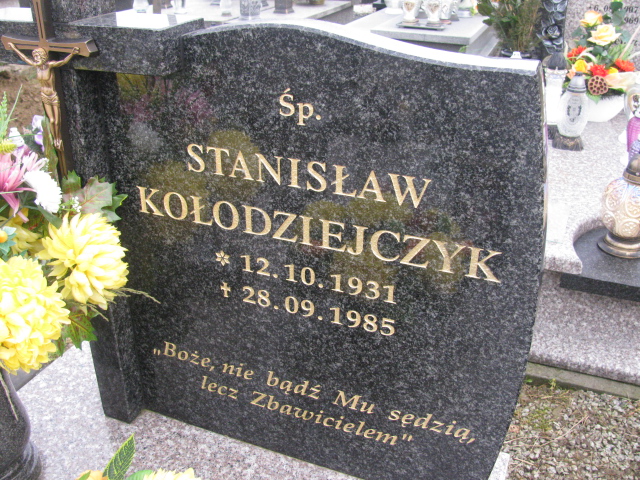 Śp.
STANISŁAW
KOŁODZIEJCZYK
* 12.10.1931
✝ 28.09.1985
„Boże, nie bądź Mu sędzią,
lecz Zbawicielem"